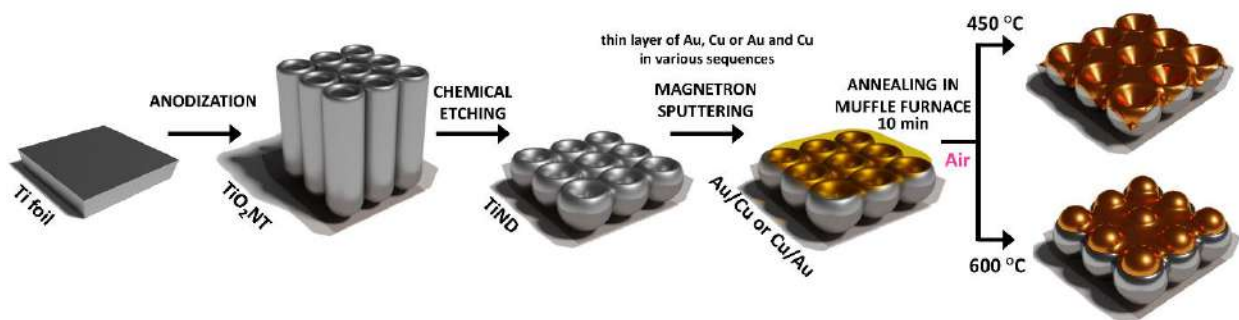 Ti foil
ANODIZATION
TiO₂NT
CHEMICAL
ETCHING
TiND
thin layer of Au, Cu or Au and Cu
in various sequences
MAGNETRON
SPUTTERING
Au/Cu or Cu/Au
ANNEALING IN
MUFFLE FURNACE
10 min
Air
450 °C
600 °C